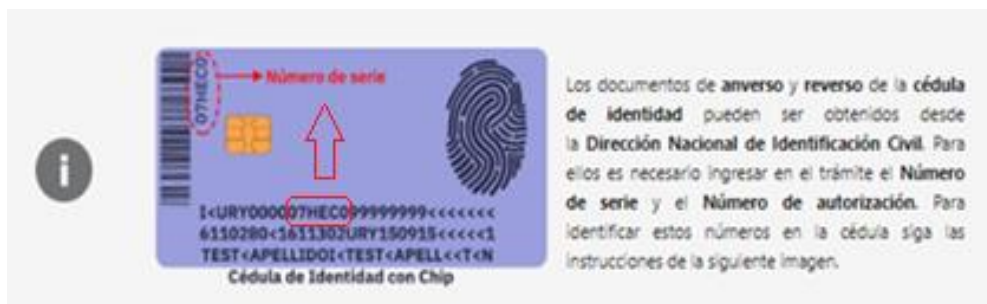 07HEC0
Número de serie
I<URY000007HEC099999999<<<<<<<
6110280<1611302URY150915<<<<<1
TEST<APELLIDOI<TEST<APELL<<T<N
Cédula de Identidad con Chip
i
Los documentos de anverso y reverso de la cédula
de identidad pueden ser obtenidos desde
la Dirección Nacional de Identificación Civil. Para
ellos es necesario ingresar en el trámite el Número
de serie y el Número de autorización. Para
identificar estos números en la cédula siga las
instrucciones de la siguiente imagen.